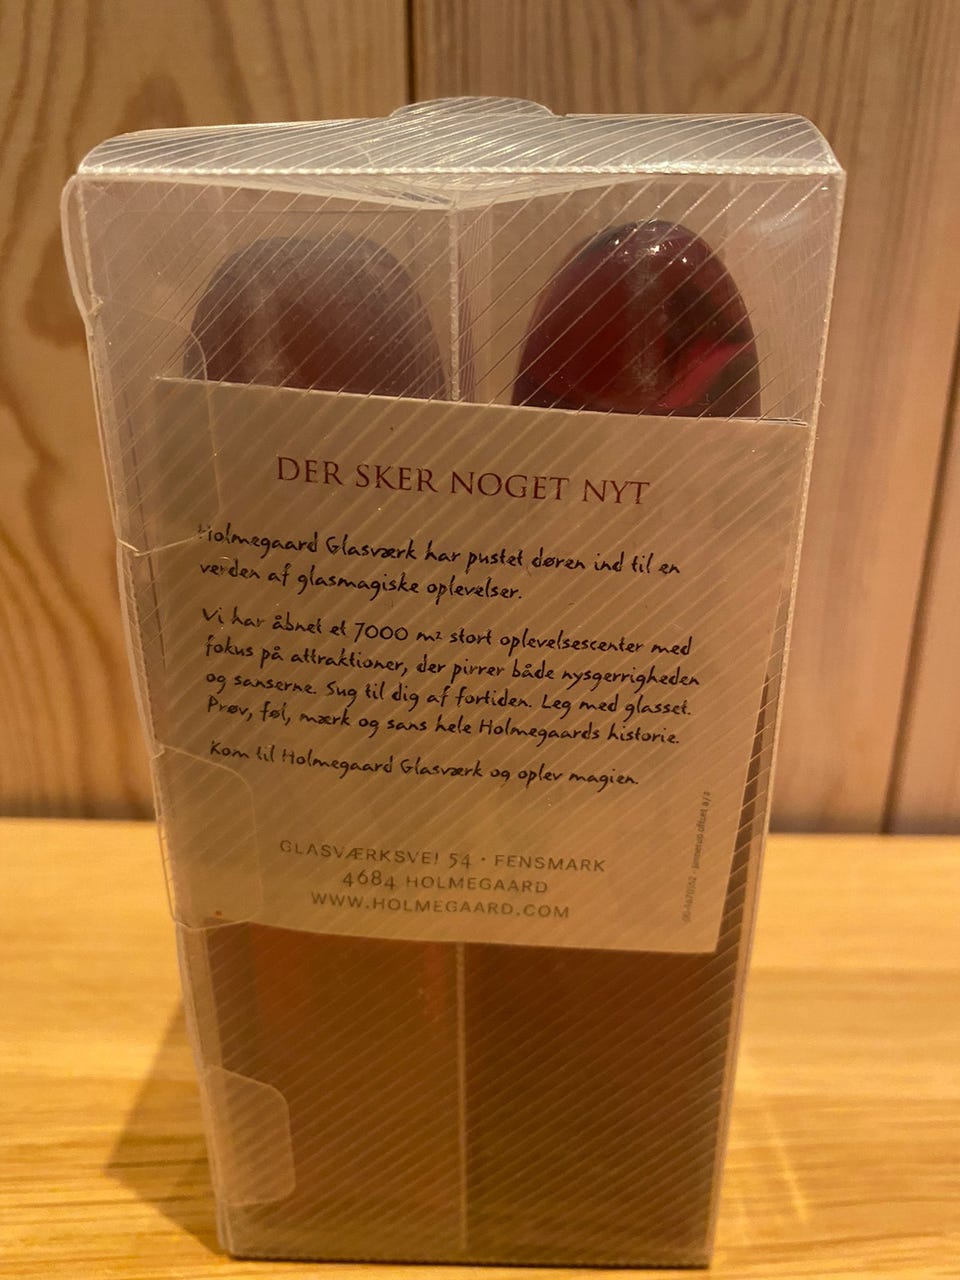 DER SKER NOGET NYT
Holmegaard Glasværk har pustet døren ind til en
verden af glasmagiske oplevelser.
Vi har åbnet et 7000 m² stort oplevelsescenter med
fokus på attraktioner, der pirrer både nysgerrigheden
og sanserne. Sug til dig af fortiden. Leg med glasset.
Prøv, føl, mærk og sans hele Holmegaards historie.
Kom til Holmegaard Glasværk og oplev magien.
GLASVÆRKSVEJ 54 · FENSMARK
4684 HOLMEGAARD
WWW.HOLMEGAARD.COM
offset a/s